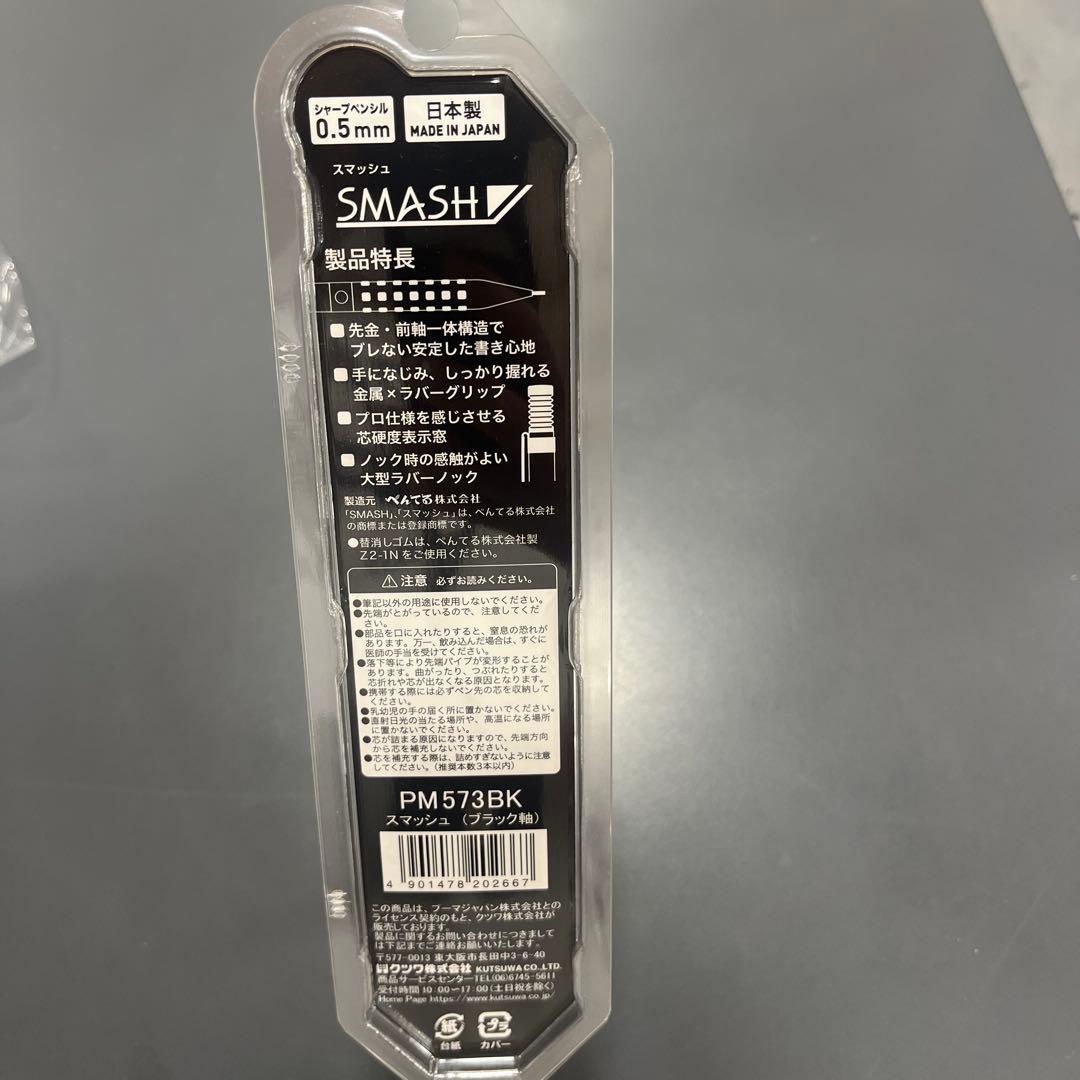 シャープペンシル
0.5mm
日本製
MADE IN JAPAN
スマッシュ
SMASH
製品特長
先金・前軸一体構造で
ブレない安定した書き心地
手になじみ、しっかり握れる
金属×ラバーグリップ
プロ仕様を感じさせる
芯硬度表示窓
ノック時の感触がよい
大型ラバーノック
製造元 ぺんてる株式会社
「SMASH」、「スマッシュ」は、ぺんてる株式会社
の商標または登録商標です。
●替消しゴムは、ぺんてる株式会社製
Z2-1Nをご使用ください。
⚠注意 必ずお読みください。
●筆記以外の用途に使用しないでください。
●先端がとがっているので、注意してくだ
さい。
●部品を口に入れたりすると、窒息の恐れが
あります。万一、飲み込んだ場合は、すぐに
医師の手当を受けてください。
●落下等により先端パイプが変形することが
あります。曲がったり、つぶれたりすると
芯折れや芯が出なくなる原因となります。
●携帯する際には必ずペン先の芯を収納して
ください。
●乳幼児の手の届く所に置かないでください。
●直射日光の当たる場所や、高温になる場所
に置かないでください。
●芯が詰まる原因になりますので、先端方向
から芯を補充しないでください。
●芯を補充する際は、詰めすぎないように注意
してください。（推奨本数3本以内）
PM573BK
スマッシュ （ブラック軸）
4 901478 202667
この商品は、プーマジャパン株式会社との
ライセンス契約のもと、クツワ株式会社が
販売しております。
製品に関するお問い合わせにつきまして
は下記までご連絡お願いいたします。
〒577-0013 東大阪市長田中3-6-40
クツワ株式会社 KUTSUWA CO.,LTD.
商品サービスセンターTEL(06)6745-5611
受付時間10:00〜17:00(土日祝を除く)
Home Page https://www.kutsuwa.co.jp/
紙
台紙
プラ
カバー